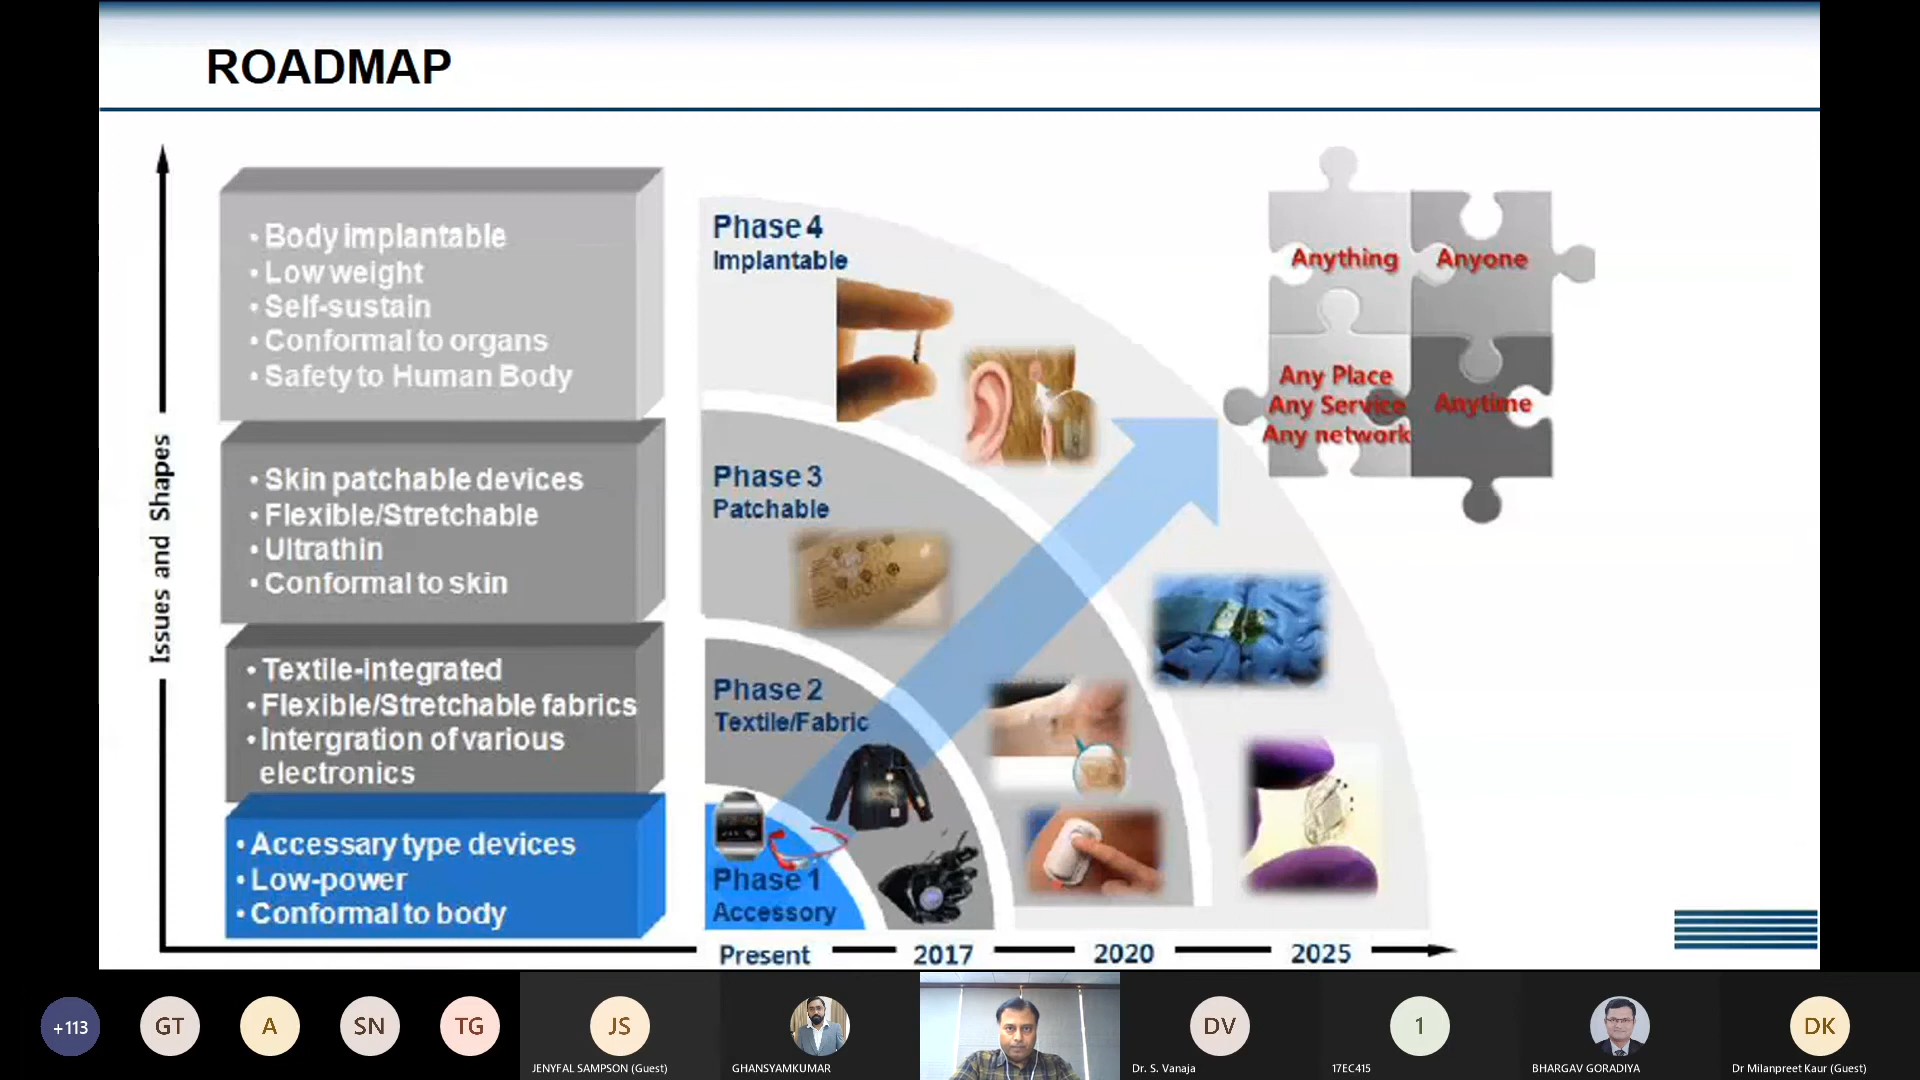 ROADMAP
Issues and Shapes
• Body implantable
• Low weight
• Self-sustain
• Conformal to organs
• Safety to Human Body
• Skin patchable devices
• Flexible/Stretchable
• Ultrathin
• Conformal to skin
• Textile-integrated
• Flexible/Stretchable fabrics
• Intergration of various
electronics
• Accessary type devices
• Low-power
• Conformal to body
Phase 4
Implantable
Phase 3
Patchable
Phase 2
Textile/Fabric
Phase 1
Accessory
Anything
Anyone
Any Place
Any Service
Any network
Anytime
Present
2017
2020
2025
+113
GT
A
SN
TG
JS
JENYFAL SAMPSON (Guest)
GHANSYAMKUMAR
DV
Dr. S. Vanaja
1
17EC415
BHARGAV GORADIYA
DK
Dr Milanpreet Kaur (Guest)